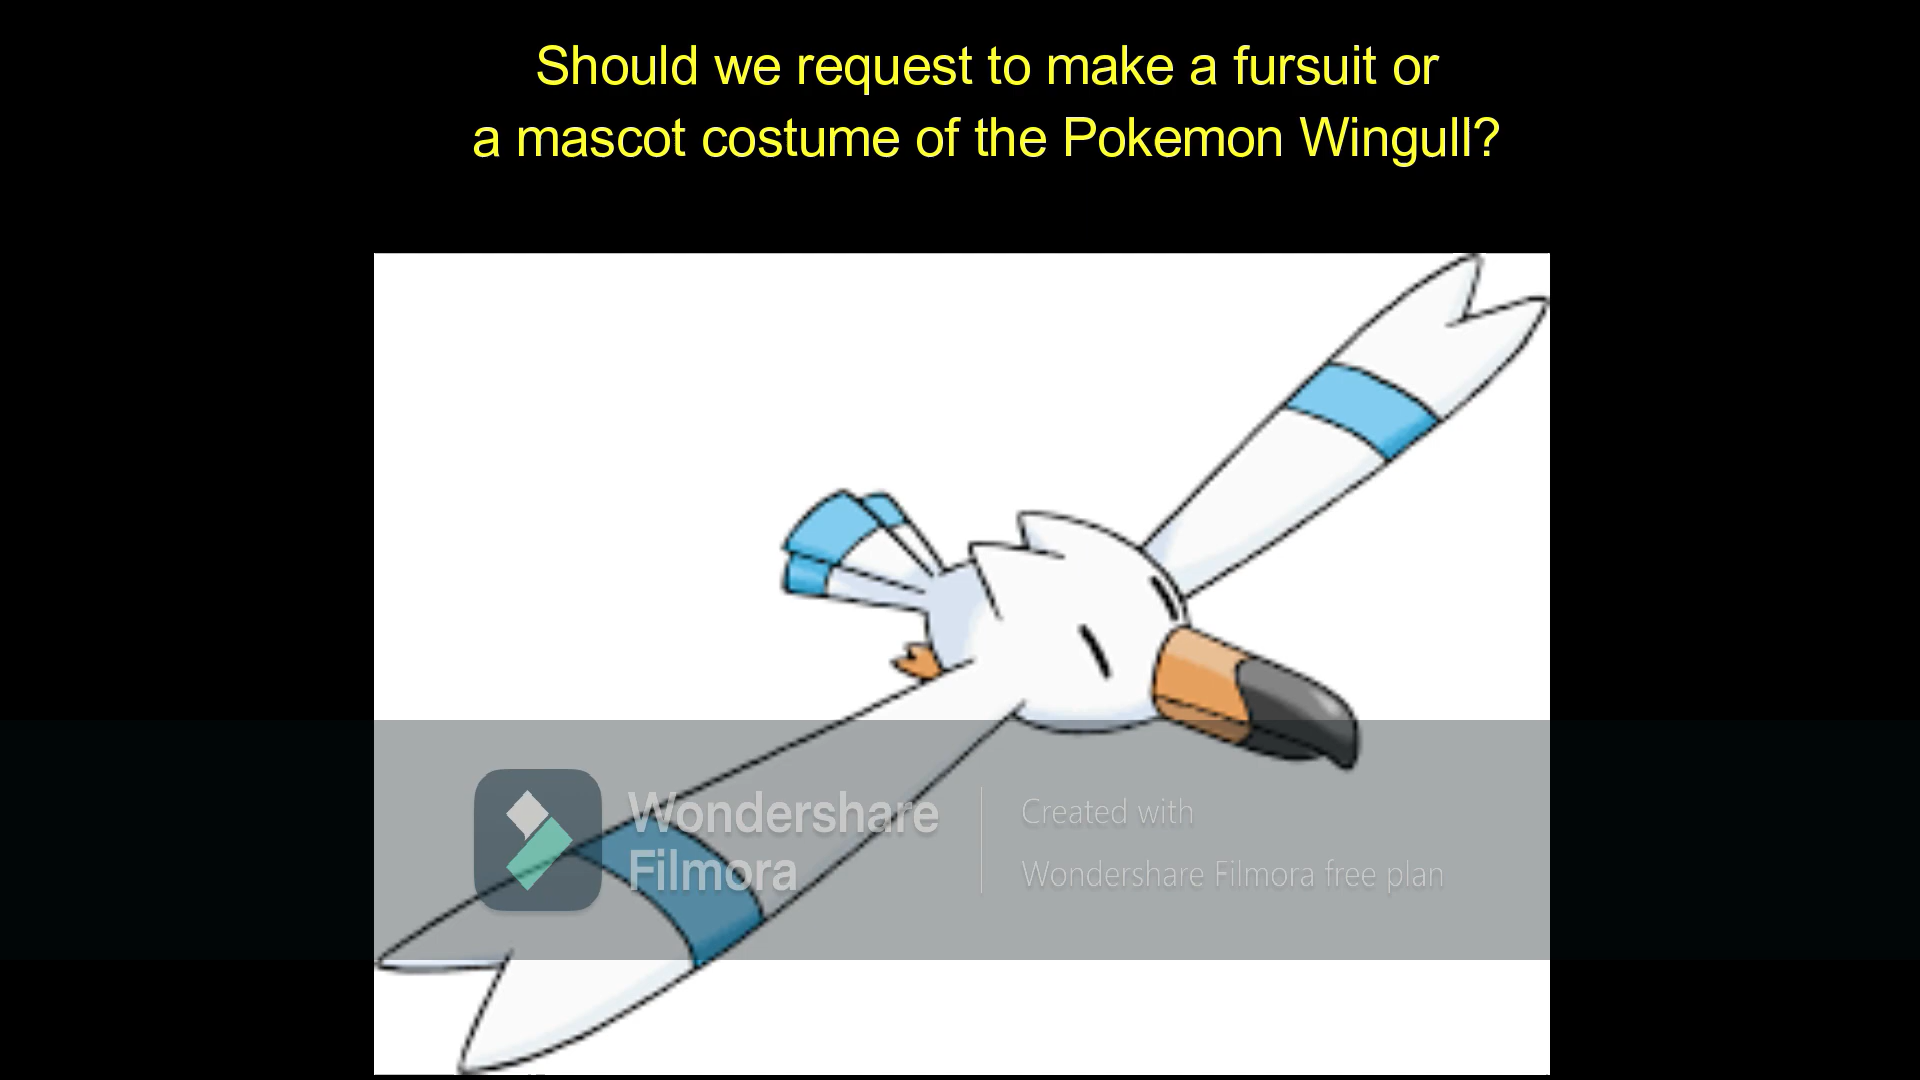 Should we request to make a fursuit or
a mascot costume of the Pokemon Wingull?
Wondershare
Filmora
Created with
Wondershare Filmora free plan